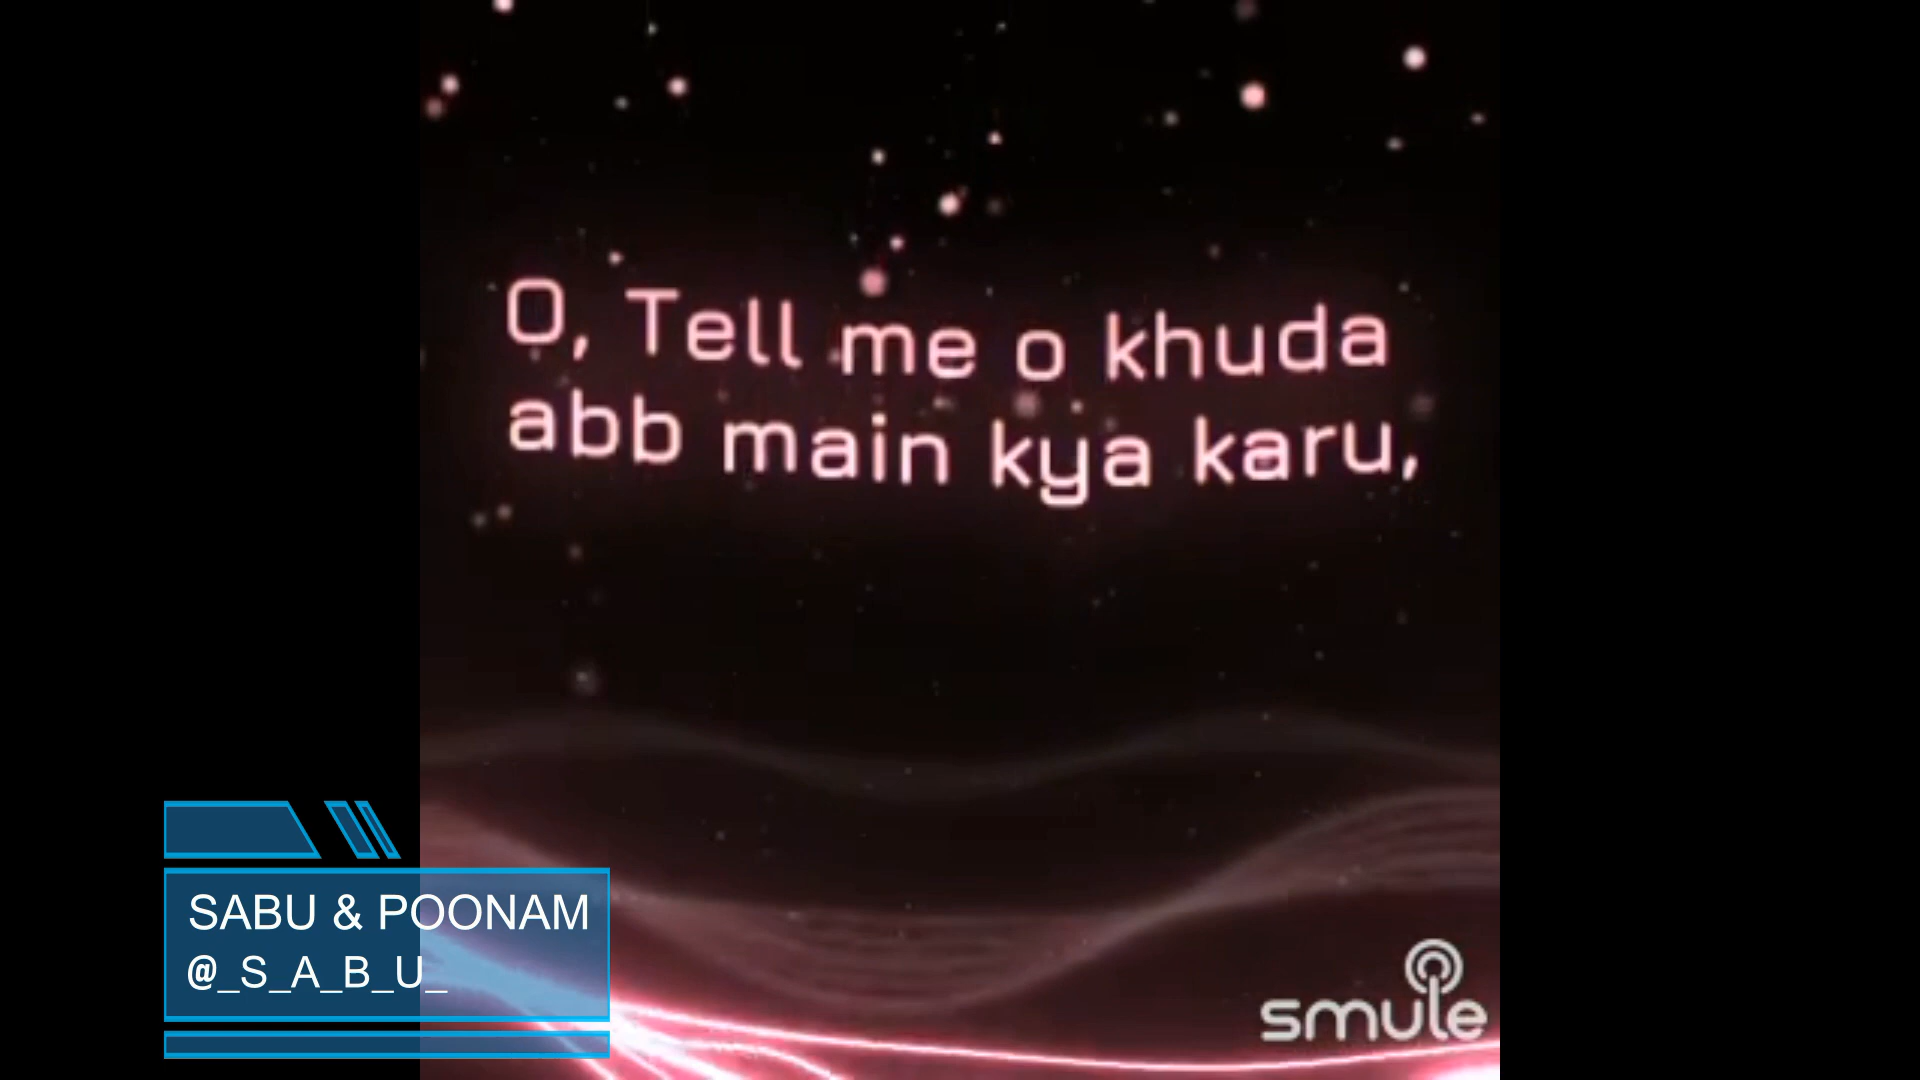 O, Tell me o khuda
abb main kya karu,
SABU & POONAM
@_S_A_B_U_
smule